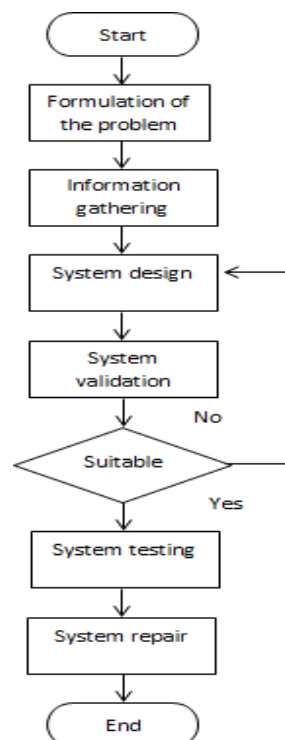 Start
Formulation of
the problem
Information
gathering
System design
System
validation
No
Suitable
Yes
System testing
System repair
End